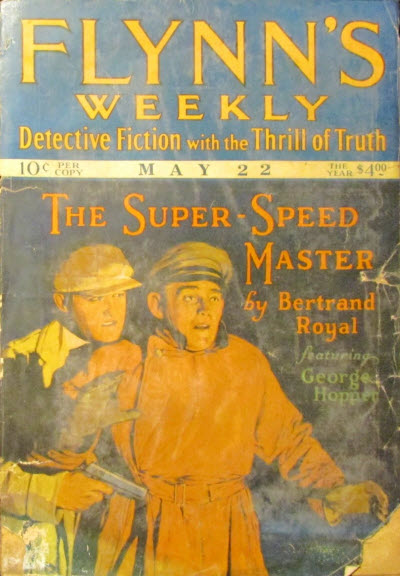 FLYNN'S
WEEKLY
Detective Fiction with the Thrill of Truth
10¢ PER COPY MAY 22 THE YEAR $4.00
THE SUPER-SPEED
MASTER
by Bertrand
Royal
featuring
George
Hopper